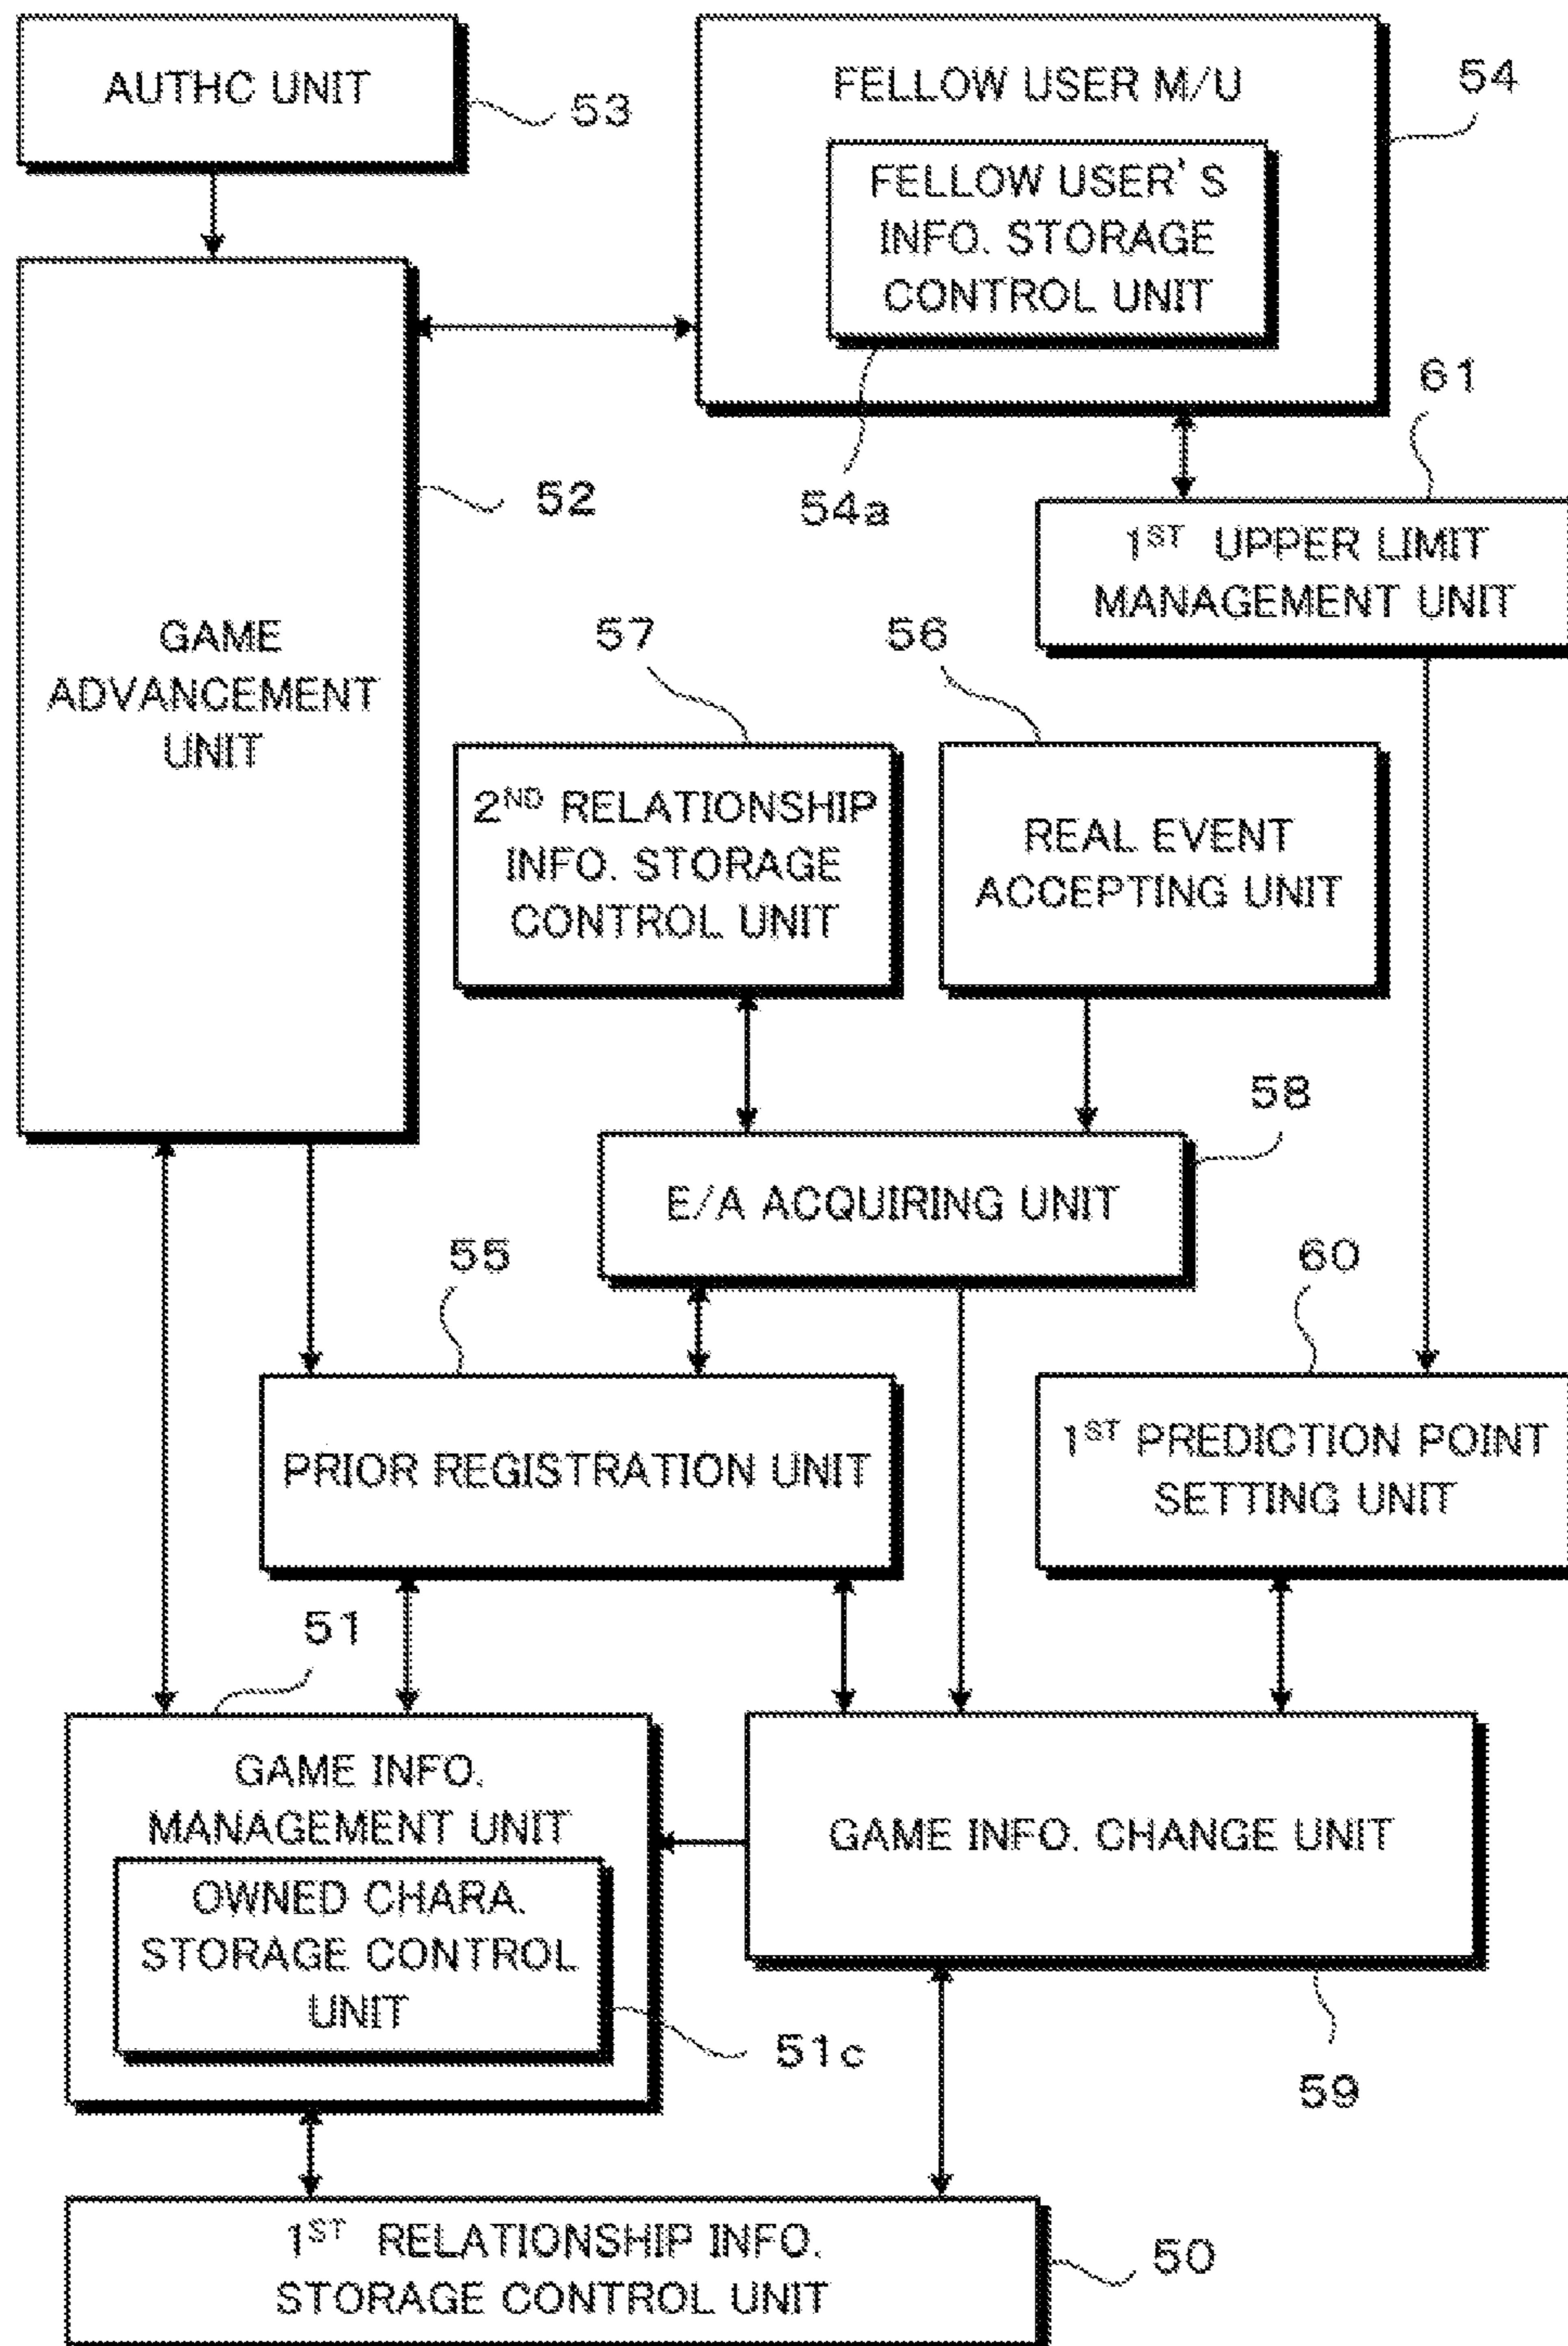 AUTHC UNIT
53
FELLOW USER M/U
54
FELLOW USER'S
INFO. STORAGE
CONTROL UNIT
54a
61
52
1ST UPPER LIMIT
MANAGEMENT UNIT
GAME
ADVANCEMENT
UNIT
57
56
2ND RELATIONSHIP
INFO. STORAGE
CONTROL UNIT
REAL EVENT
ACCEPTING UNIT
58
E/A ACQUIRING UNIT
55
60
PRIOR REGISTRATION UNIT
1ST PREDICTION POINT
SETTING UNIT
51
GAME INFO.
MANAGEMENT UNIT
OWNED CHARA.
STORAGE CONTROL
UNIT
51c
GAME INFO. CHANGE UNIT
59
1ST RELATIONSHIP INFO.
STORAGE CONTROL UNIT
50